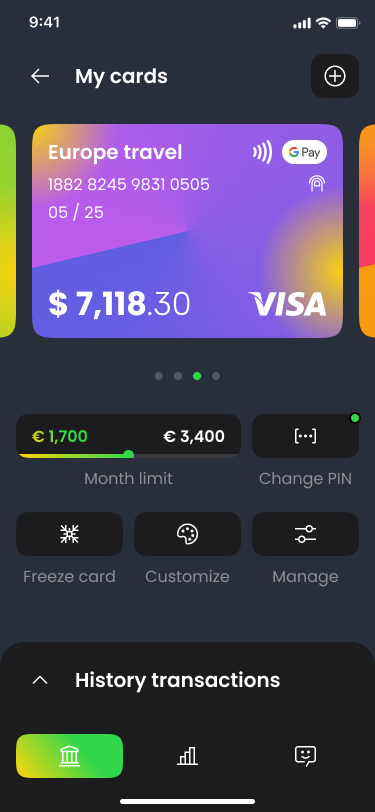 9:41
My cards
Europe travel
G Pay
1882 8245 9831 0505
05 / 25
$ 7,118.30
VISA
€ 1,700
€ 3,400
Month limit
Change PIN
Freeze card
Customize
Manage
History transactions